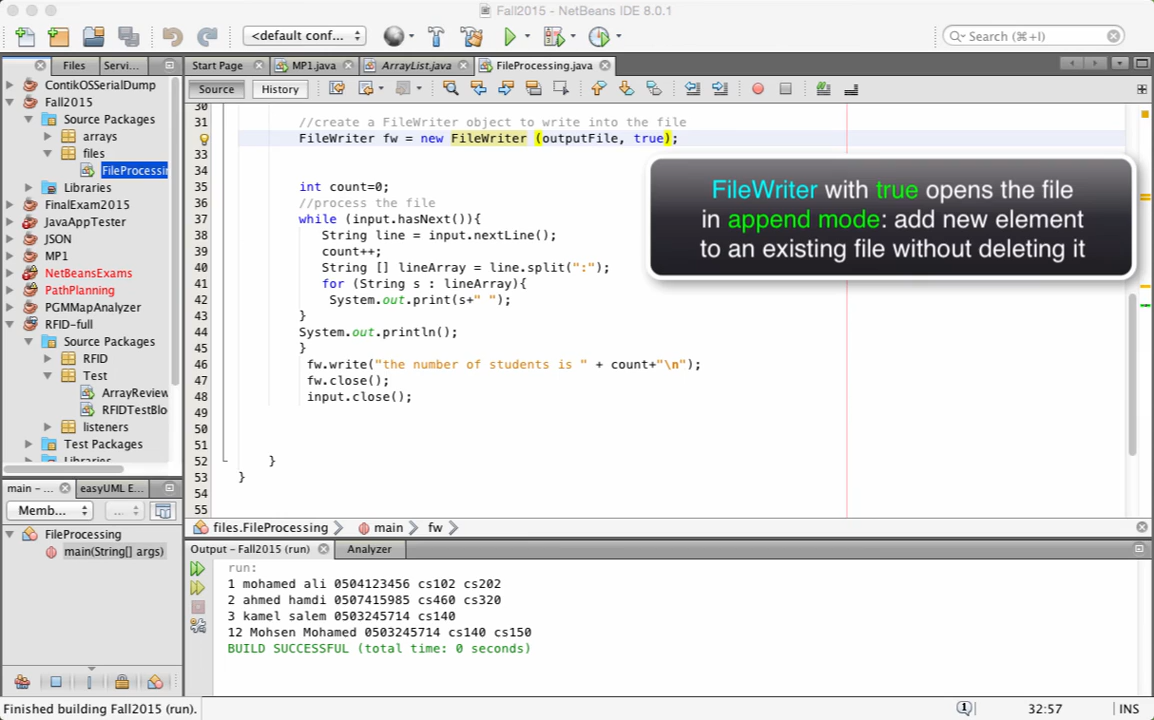 Fall2015 - NetBeans IDE 8.0.1
<default conf...
Search (⌘+I)
Files
Servi...
Start Page
MP1.java
ArrayList.java
FileProcessing.java
ContikOSSerialDump
Fall2015
Source Packages
arrays
files
FileProcessin
Libraries
FinalExam2015
JavaAppTester
JSON
MP1
NetBeansExams
PathPlanning
PGMMapAnalyzer
RFID-full
Source Packages
RFID
Test
ArrayReview
RFIDTestBlo
listeners
Test Packages
Libraries
Source
History
30
31 //create a FileWriter object to write into the file
FileWriter fw = new FileWriter (outputFile, true);
33
34
35 int count=0;
36 //process the file
37 while (input.hasNext()){
38 String line = input.nextLine();
39 count++;
40 String [] lineArray = line.split(":");
41 for (String s : lineArray){
42 System.out.print(s+" ");
43 }
44 System.out.println();
45 }
46 fw.write("the number of students is " + count+"\n");
47 fw.close();
48 input.close();
49
50
51
52 }
53 }
54
55
FileWriter with true opens the file
in append mode: add new element
to an existing file without deleting it
main - ...
easyUML E...
Memb...
...
FileProcessing
main(String[] args)
files.FileProcessing
main
fw
Output - Fall2015 (run)
Analyzer
run:
1 mohamed ali 0504123456 cs102 cs202
2 ahmed hamdi 0507415985 cs460 cs320
3 kamel salem 0503245714 cs140
12 Mohsen Mohamed 0503245714 cs140 cs150
BUILD SUCCESSFUL (total time: 0 seconds)
Finished building Fall2015 (run).
1
32:57
INS